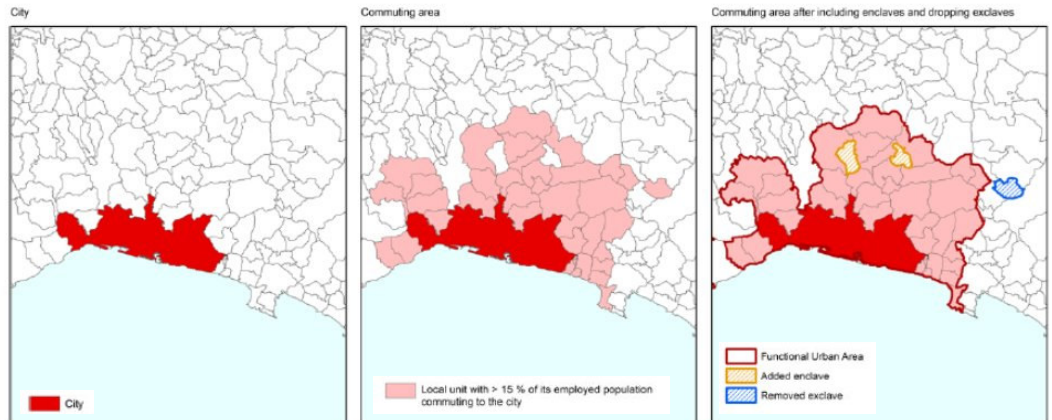 City
Commuting area
Commuting area after including enclaves and dropping exclaves
City
Local unit with > 15 % of its employed population
commuting to the city
Functional Urban Area
Added enclave
Removed exclave